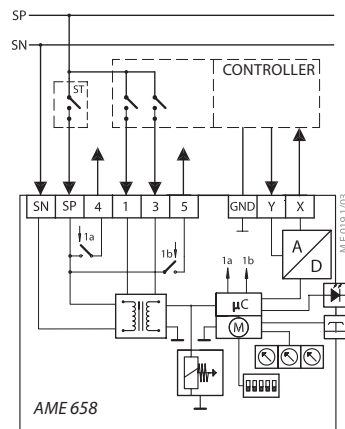 SP
SN
ST
CONTROLLER
SN SP 4 1 3 5 GND Y X
1a
1b
1a 1b
A
D
µC
M
AME 658